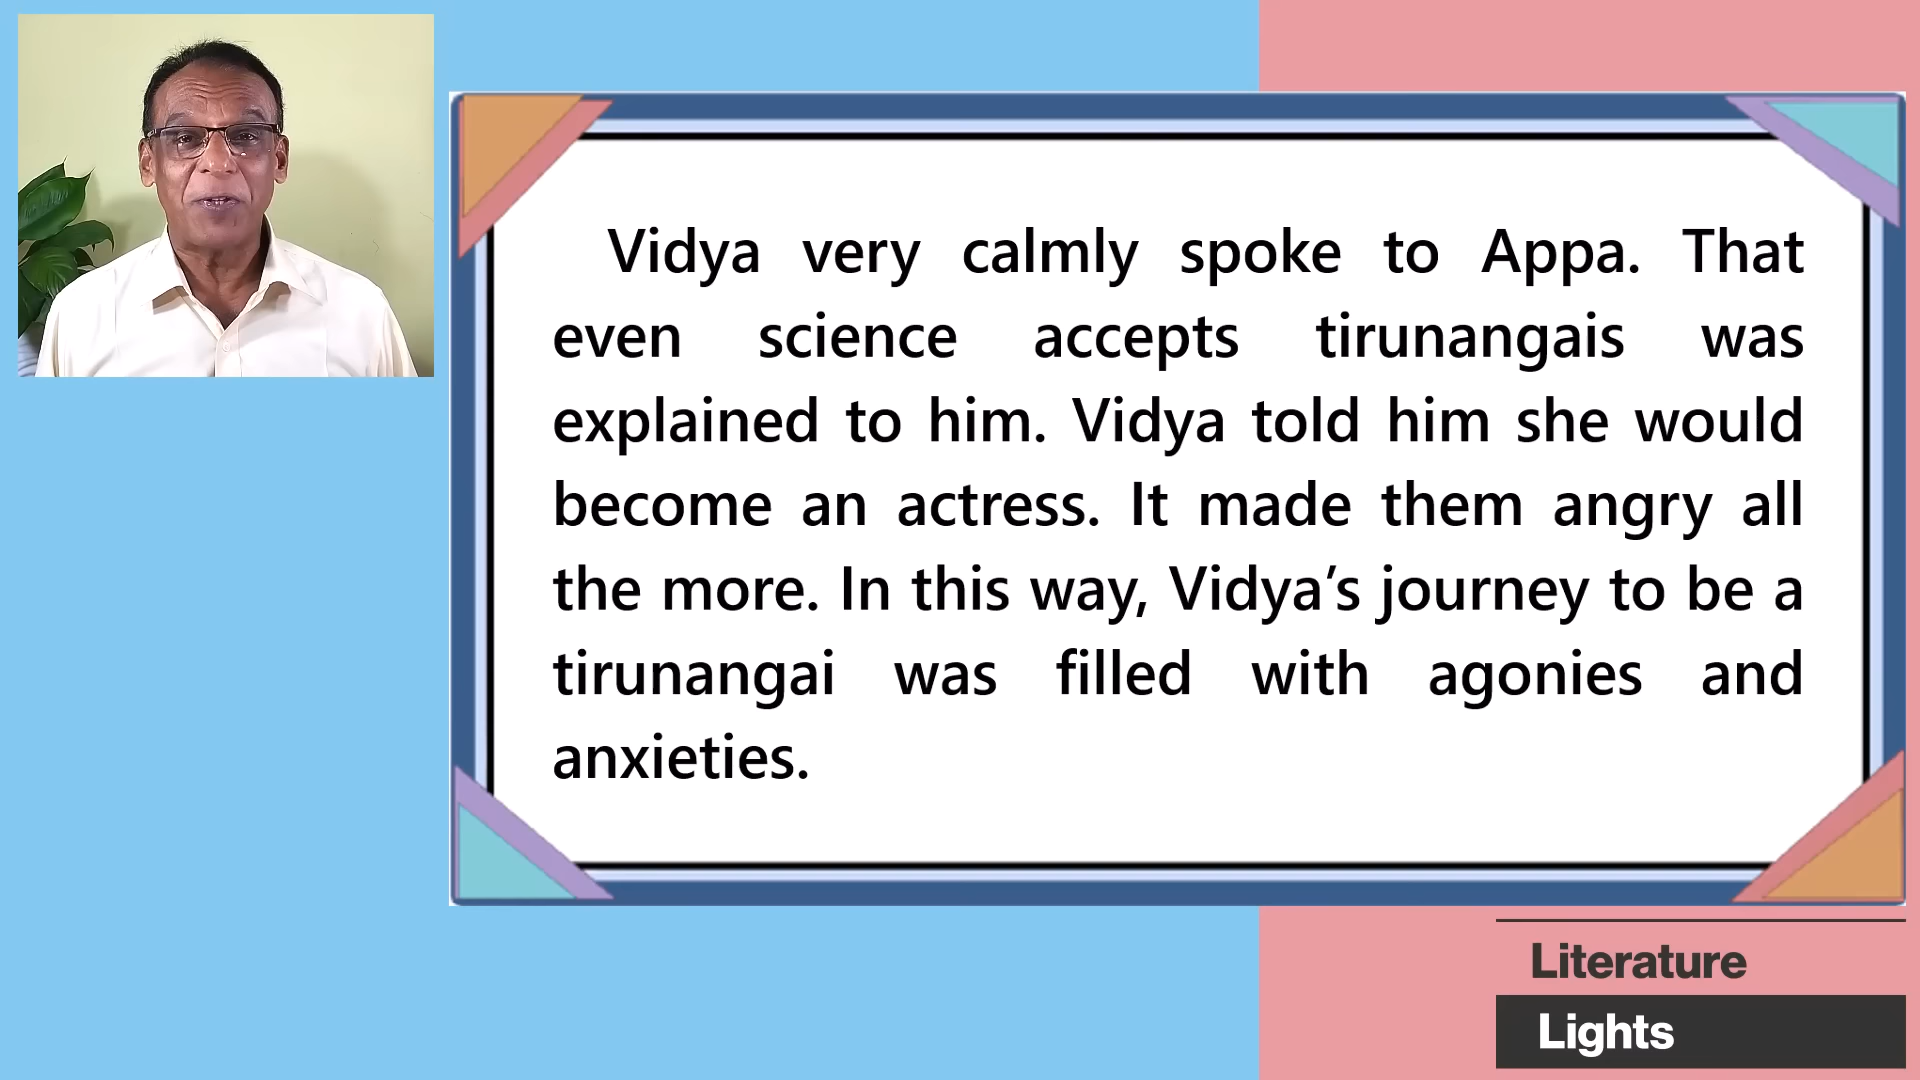 Vidya very calmly spoke to Appa. That
even science accepts tirunangais was
explained to him. Vidya told him she would
become an actress. It made them angry all
the more. In this way, Vidya’s journey to be a
tirunangai was filled with agonies and
anxieties.
Literature
Lights